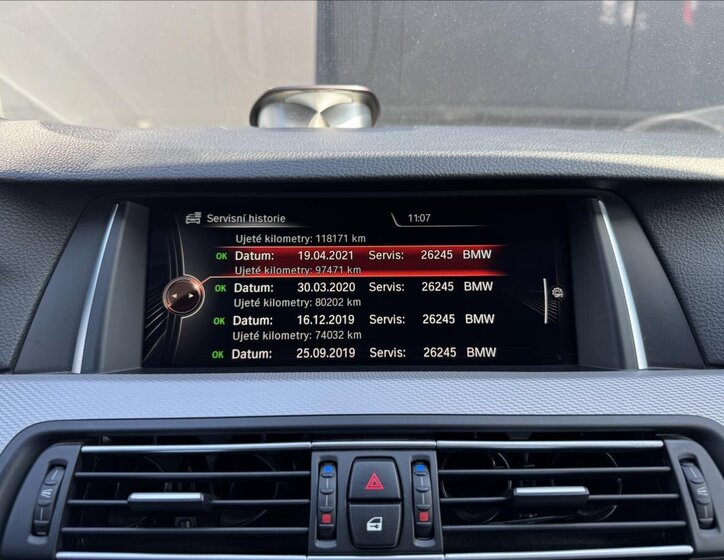 Servisní historie 11:07
Ujeté kilometry: 118171 km
OK Datum: 19.04.2021 Servis: 26245 BMW
Ujeté kilometry: 97471 km
OK Datum: 30.03.2020 Servis: 26245 BMW
Ujeté kilometry: 80202 km
OK Datum: 16.12.2019 Servis: 26245 BMW
Ujeté kilometry: 74032 km
OK Datum: 25.09.2019 Servis: 26245 BMW